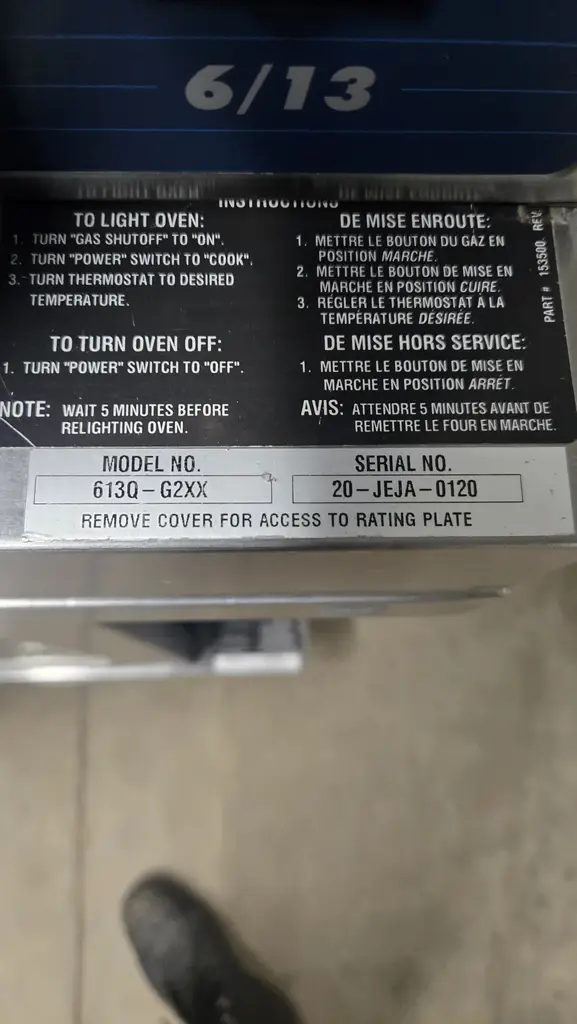 6/13
INSTRUCTIONS
TO LIGHT OVEN:
1. TURN "GAS SHUTOFF" TO "ON".
2. TURN "POWER" SWITCH TO "COOK".
3. TURN THERMOSTAT TO DESIRED
TEMPERATURE.
TO TURN OVEN OFF:
1. TURN "POWER" SWITCH TO "OFF".
NOTE: WAIT 5 MINUTES BEFORE
RELIGHTING OVEN.
DE MISE ENROUTE:
1. METTRE LE BOUTON DU GAZ EN
POSITION MARCHE.
2. METTRE LE BOUTON DE MISE EN
MARCHE EN POSITION CUIRE.
3. RÉGLER LE THERMOSTAT À LA
TEMPÉRATURE DÉSIRÉE.
DE MISE HORS SERVICE:
1. METTRE LE BOUTON DE MISE EN
MARCHE EN POSITION ARRÊT.
AVIS: ATTENDRE 5 MINUTES AVANT DE
REMETTRE LE FOUR EN MARCHE.
PART # 153500 REV.
MODEL NO.
613Q-G2XX
SERIAL NO.
20-JEJA-0120
REMOVE COVER FOR ACCESS TO RATING PLATE